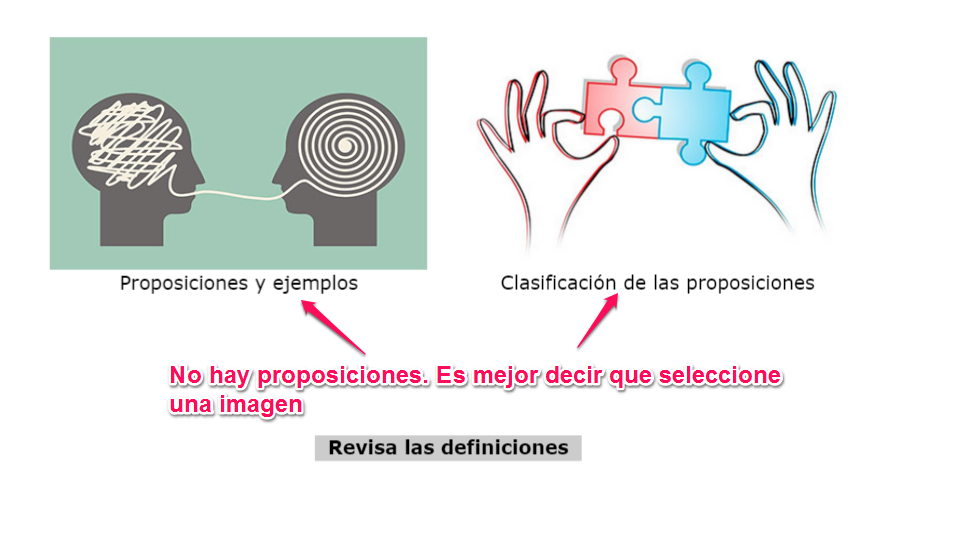 Proposiciones y ejemplos
Clasificación de las proposiciones
No hay proposiciones. Es mejor decir que seleccione
una imagen
Revisa las definiciones